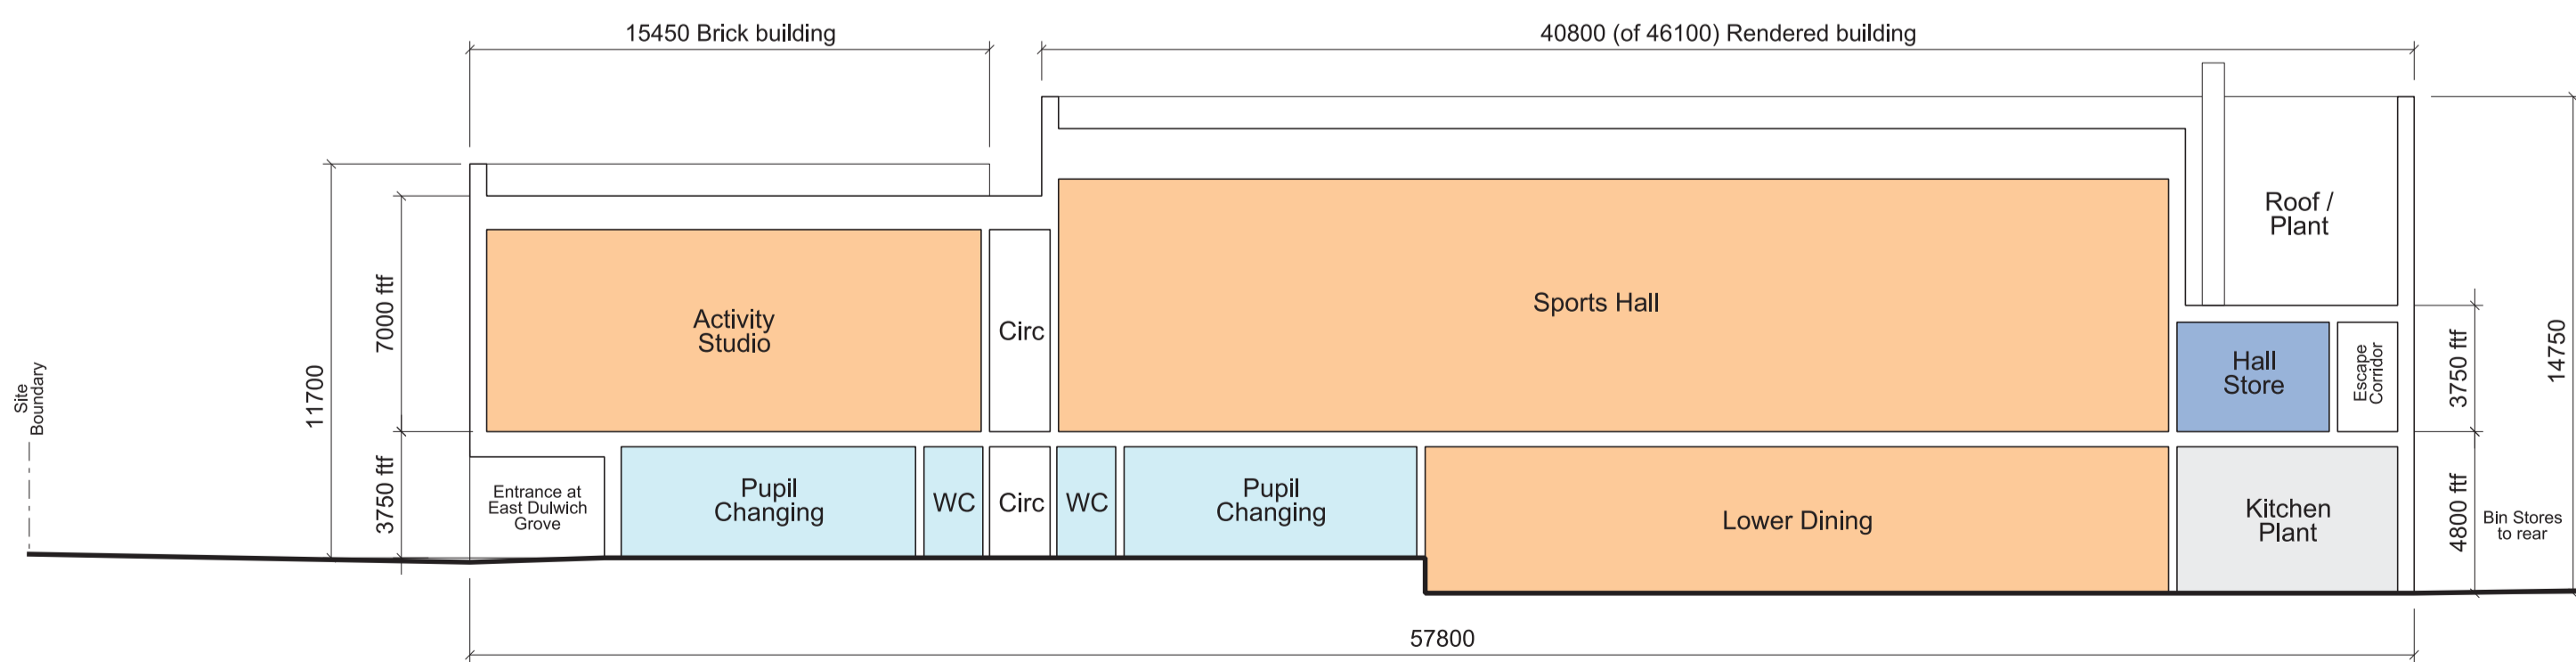 15450 Brick building
40800 (of 46100) Rendered building
Roof /
Plant
Activity
Studio
Circ
Sports Hall
Hall
Store
Escape
Corridor
7000 ftf
11700
3750 ftf
14750
Site
Boundary
3750 ftf
Entrance at
East Dulwich
Grove
Pupil
Changing
WC
Circ
WC
Pupil
Changing
Lower Dining
Kitchen
Plant
4800 ftf
Bin Stores
to rear
57800